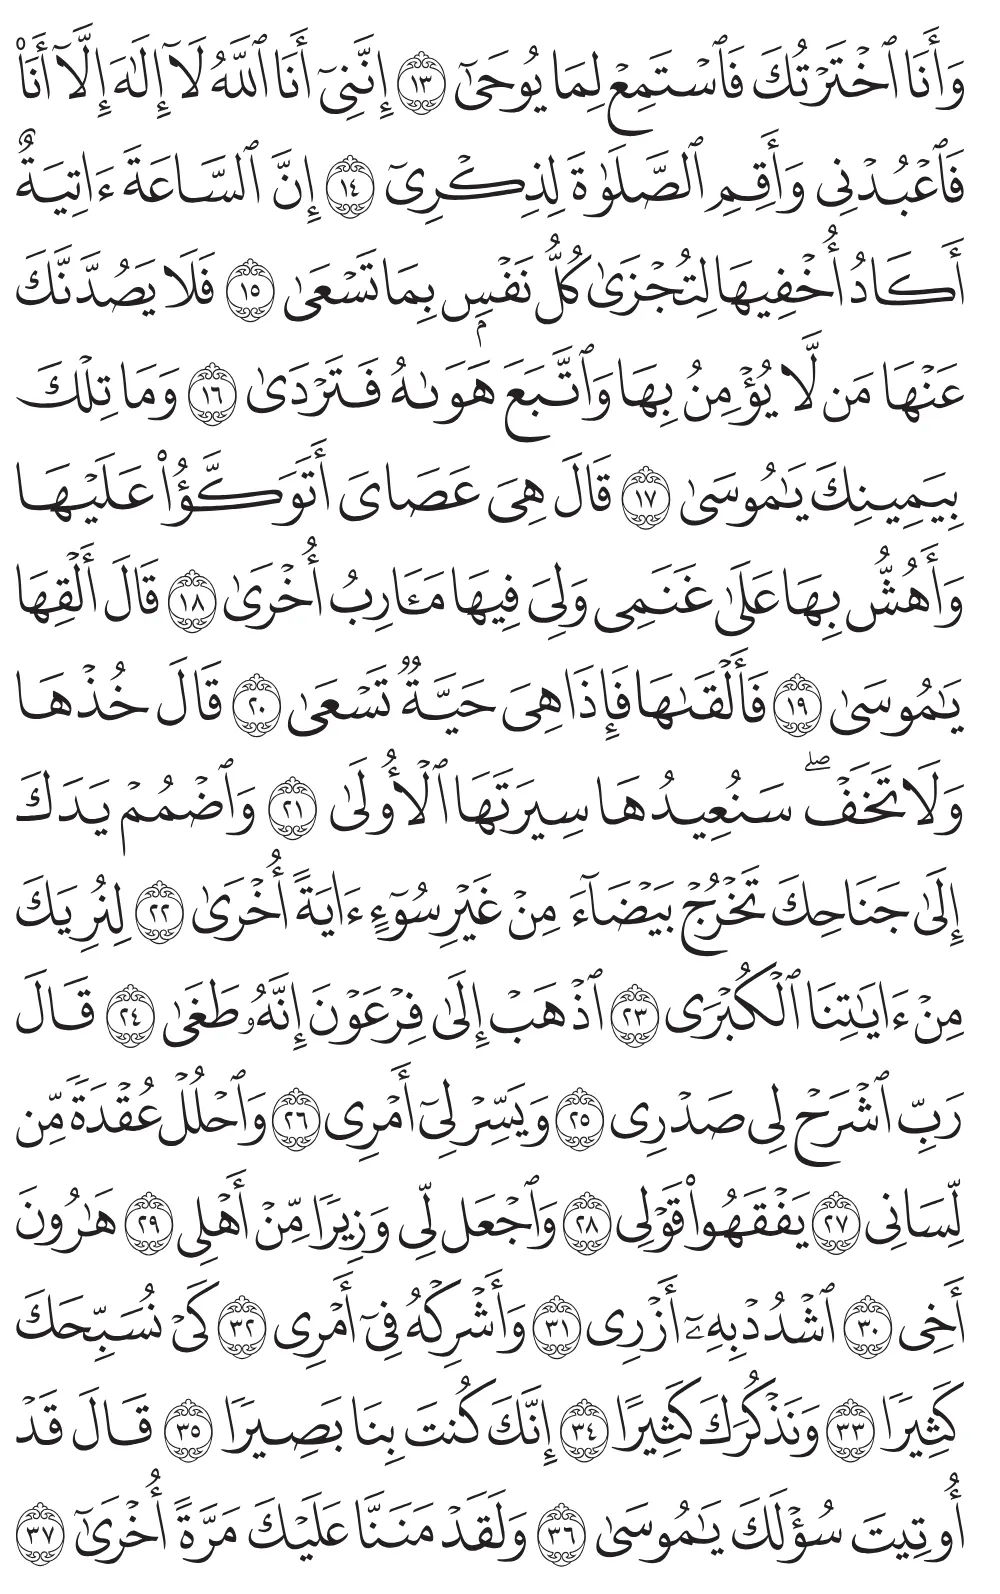 وَأَنَا ٱخْتَرْتُكَ فَٱسْتَمِعْ لِمَا يُوحَىٰٓ ١٣ إِنَّنِىٓ أَنَا ٱللَّهُ لَآ إِلَٰهَ إِلَّآ أَنَا۠
فَٱعْبُدْنِى وَأَقِمِ ٱلصَّلَوٰةَ لِذِكْرِىٓ ١٤ إِنَّ ٱلسَّاعَةَ ءَاتِيَةٌ
أَكَادُ أُخْفِيهَا لِتُجْزَىٰ كُلُّ نَفْسٍۭ بِمَا تَسْعَىٰ ١٥ فَلَا يَصُدَّنَّكَ
عَنْهَا مَن لَّا يُؤْمِنُ بِهَا وَٱتَّبَعَ هَوَىٰهُ فَتَرْدَىٰ ١٦ وَمَا تِلْكَ
بِيَمِينِكَ يَٰمُوسَىٰ ١٧ قَالَ هِىَ عَصَاىَ أَتَوَكَّؤُا۟ عَلَيْهَا
وَأَهُشُّ بِهَا عَلَىٰ غَنَمِى وَلِىَ فِيهَا مَـَٔارِبُ أُخْرَىٰ ١٨ قَالَ أَلْقِهَا
يَٰمُوسَىٰ ١٩ فَأَلْقَىٰهَا فَإِذَا هِىَ حَيَّةٌ تَسْعَىٰ ٢٠ قَالَ خُذْهَا
وَلَا تَخَفْ ۖ سَنُعِيدُهَا سِيرَتَهَا ٱلْأُولَىٰ ٢١ وَٱضْمُمْ يَدَكَ
إِلَىٰ جَنَاحِكَ تَخْرُجْ بَيْضَآءَ مِنْ غَيْرِ سُوٓءٍ ءَايَةً أُخْرَىٰ ٢٢ لِنُرِيَكَ
مِنْ ءَايَٰتِنَا ٱلْكُبْرَى ٢٣ ٱذْهَبْ إِلَىٰ فِرْعَوْنَ إِنَّهُۥ طَغَىٰ ٢٤ قَالَ
رَبِّ ٱشْرَحْ لِى صَدْرِى ٢٥ وَيَسِّرْ لِىٓ أَمْرِى ٢٦ وَٱحْلُلْ عُقْدَةً مِّن
لِّسَانِى ٢٧ يَفْقَهُوا۟ قَوْلِى ٢٨ وَٱجْعَل لِّى وَزِيرًا مِّنْ أَهْلِى ٢٩ هَٰرُونَ
أَخِى ٣٠ ٱشْدُدْ بِهِۦٓ أَزْرِى ٣١ وَأَشْرِكْهُ فِىٓ أَمْرِى ٣٢ كَىْ نُسَبِّحَكَ
كَثِيرًا ٣٣ وَنَذْكُرَكَ كَثِيرًا ٣٤ إِنَّكَ كُنتَ بِنَا بَصِيرًا ٣٥ قَالَ قَدْ
أُوتِيتَ سُؤْلَكَ يَٰمُوسَىٰ ٣٦ وَلَقَدْ مَنَنَّا عَلَيْكَ مَرَّةً أُخْرَىٰٓ ٣٧